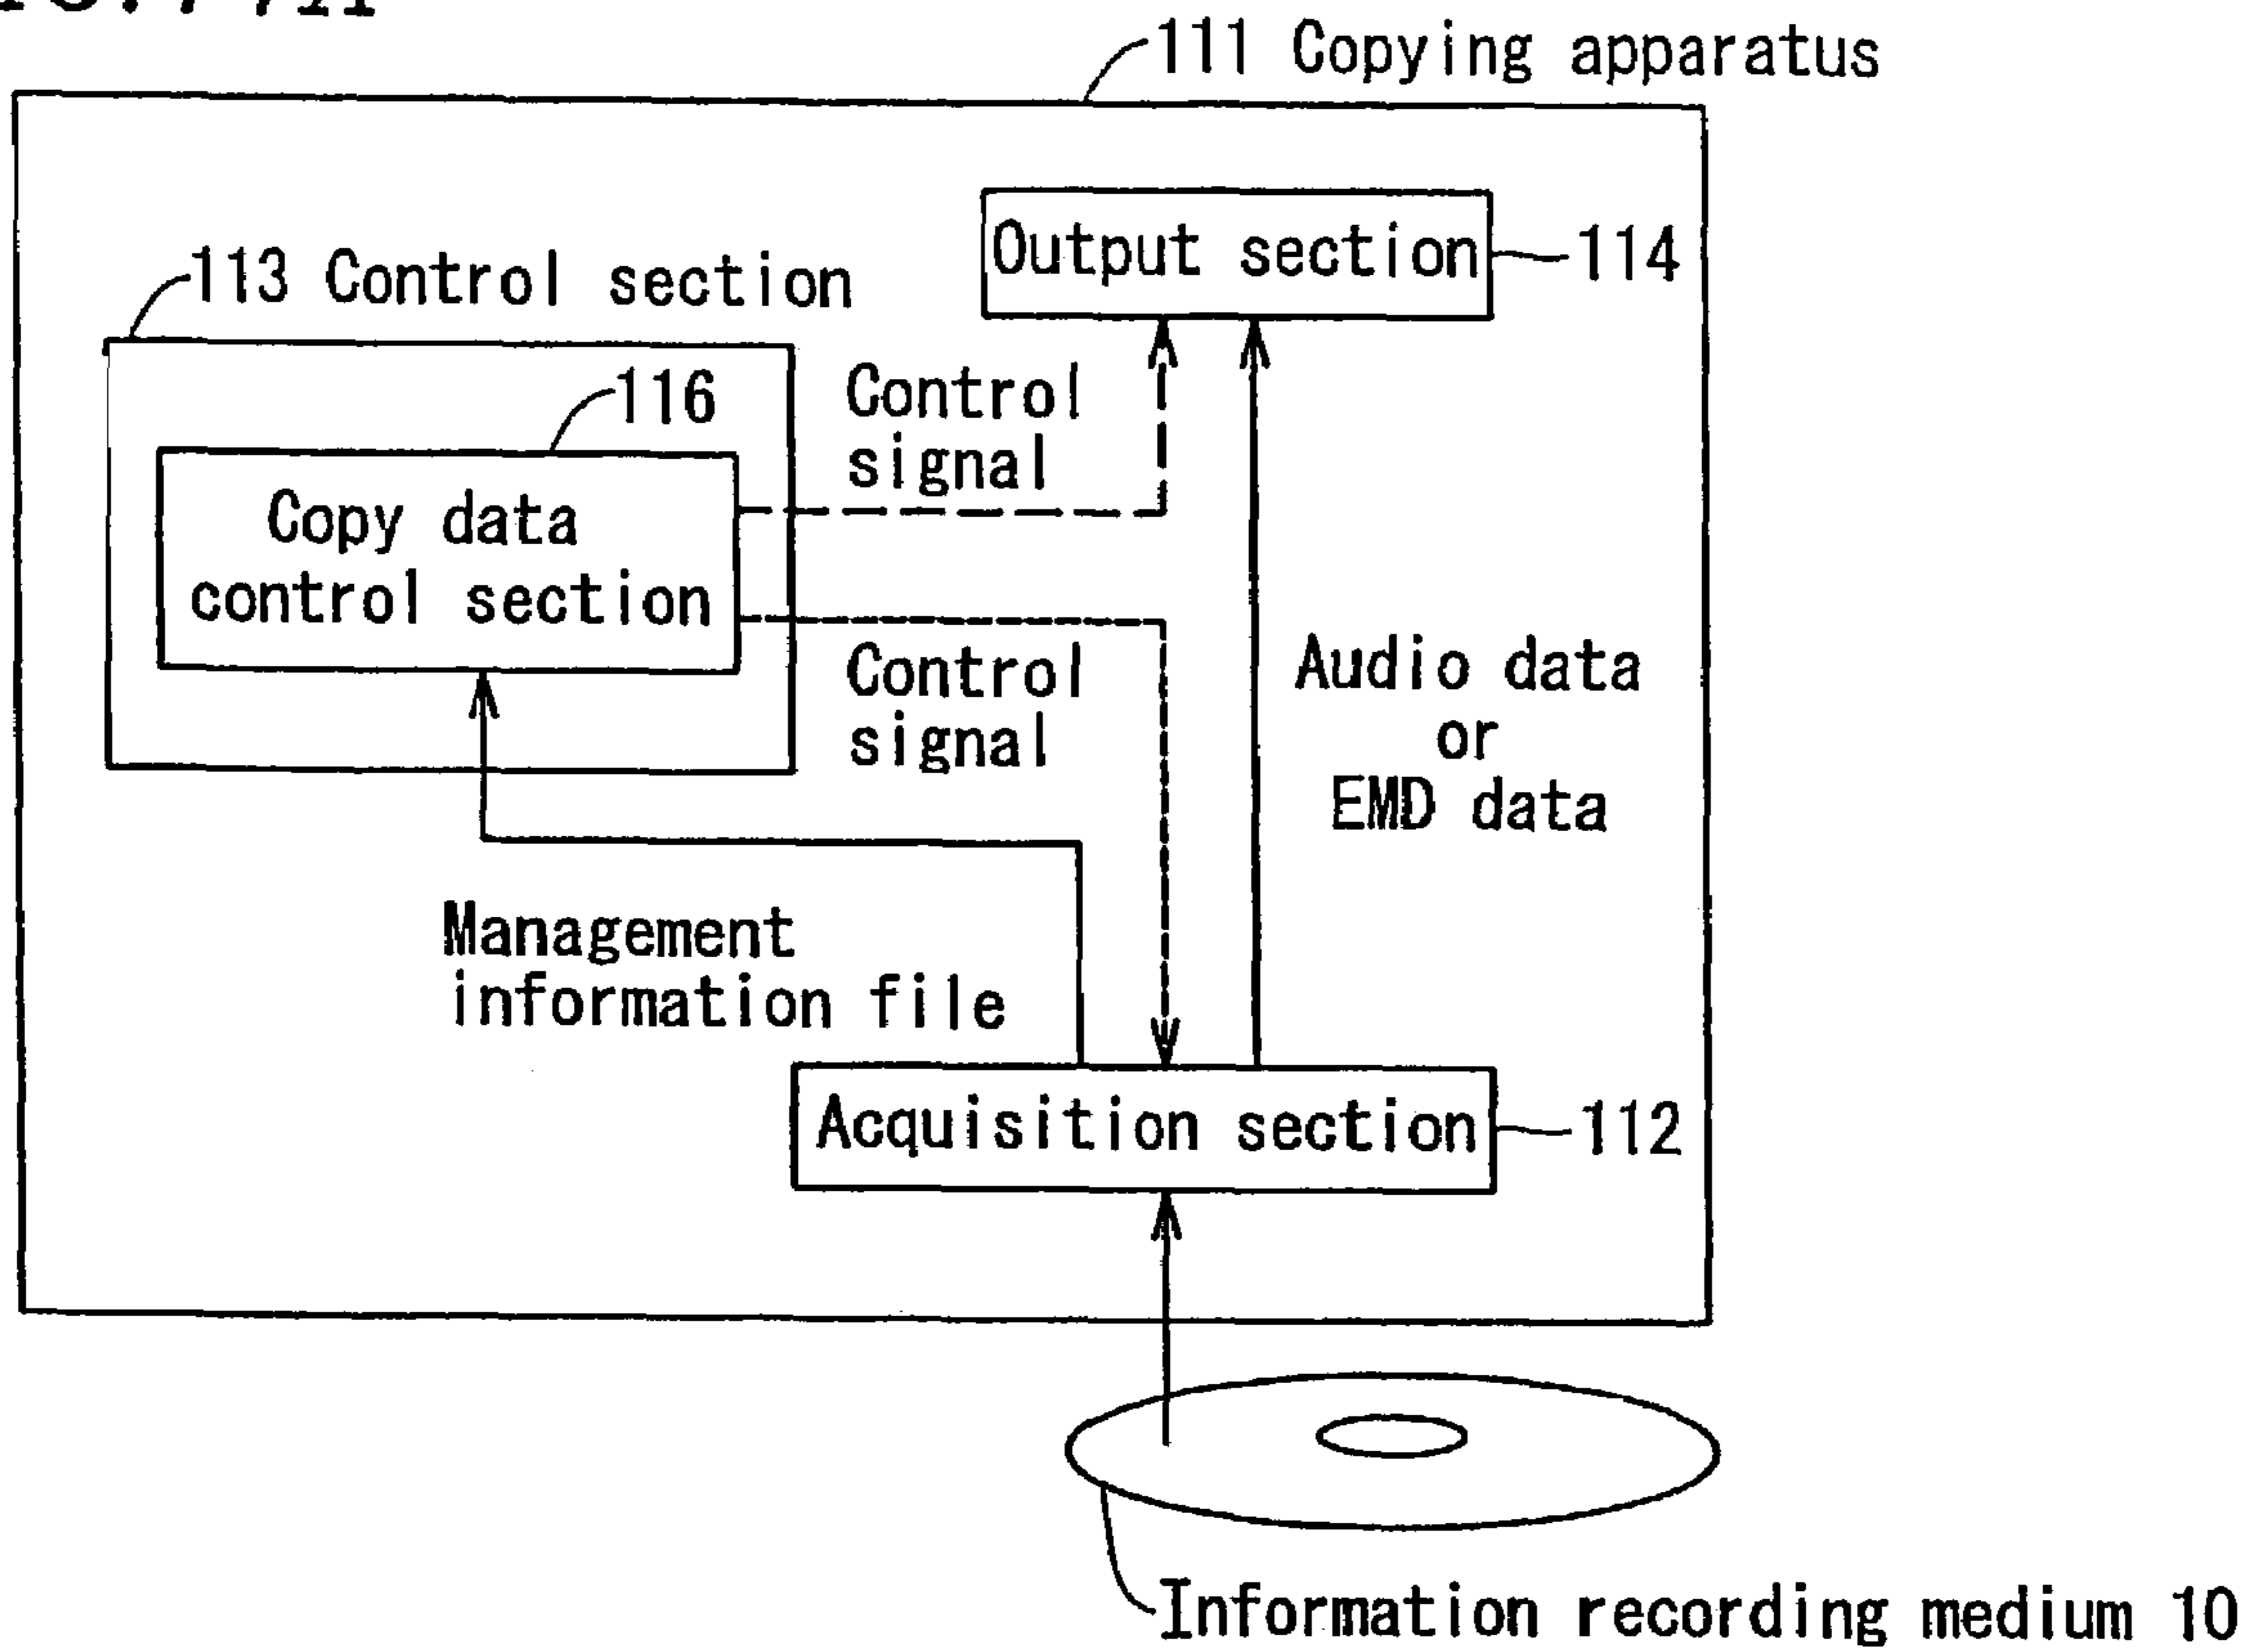 111 Copying apparatus
Output section
114
113 Control section
116
Control
signal
Copy data
control section
Control
signal
Audio data
or
EMD data
Management
information file
Acquisition section
112
Information recording medium 10